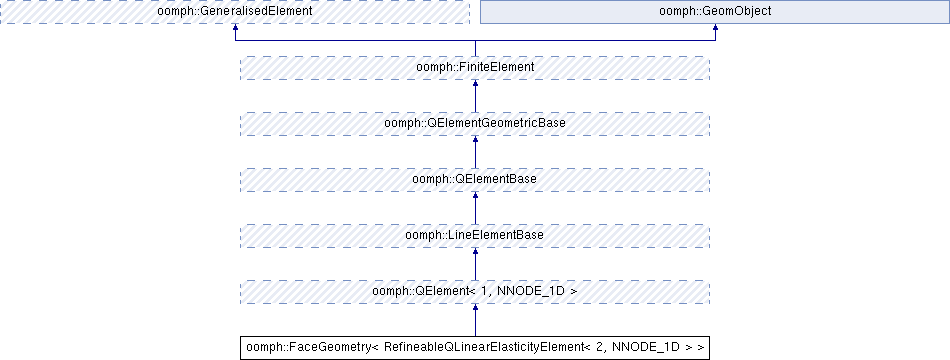 oomph::GeneralisedElement
oomph::GeomObject
oomph::FiniteElement
oomph::QElementGeometricBase
oomph::QElementBase
oomph::LineElementBase
oomph::QElement< 1, NNODE_1D >
oomph::FaceGeometry< RefineableQLinearElasticityElement< 2, NNODE_1D > >